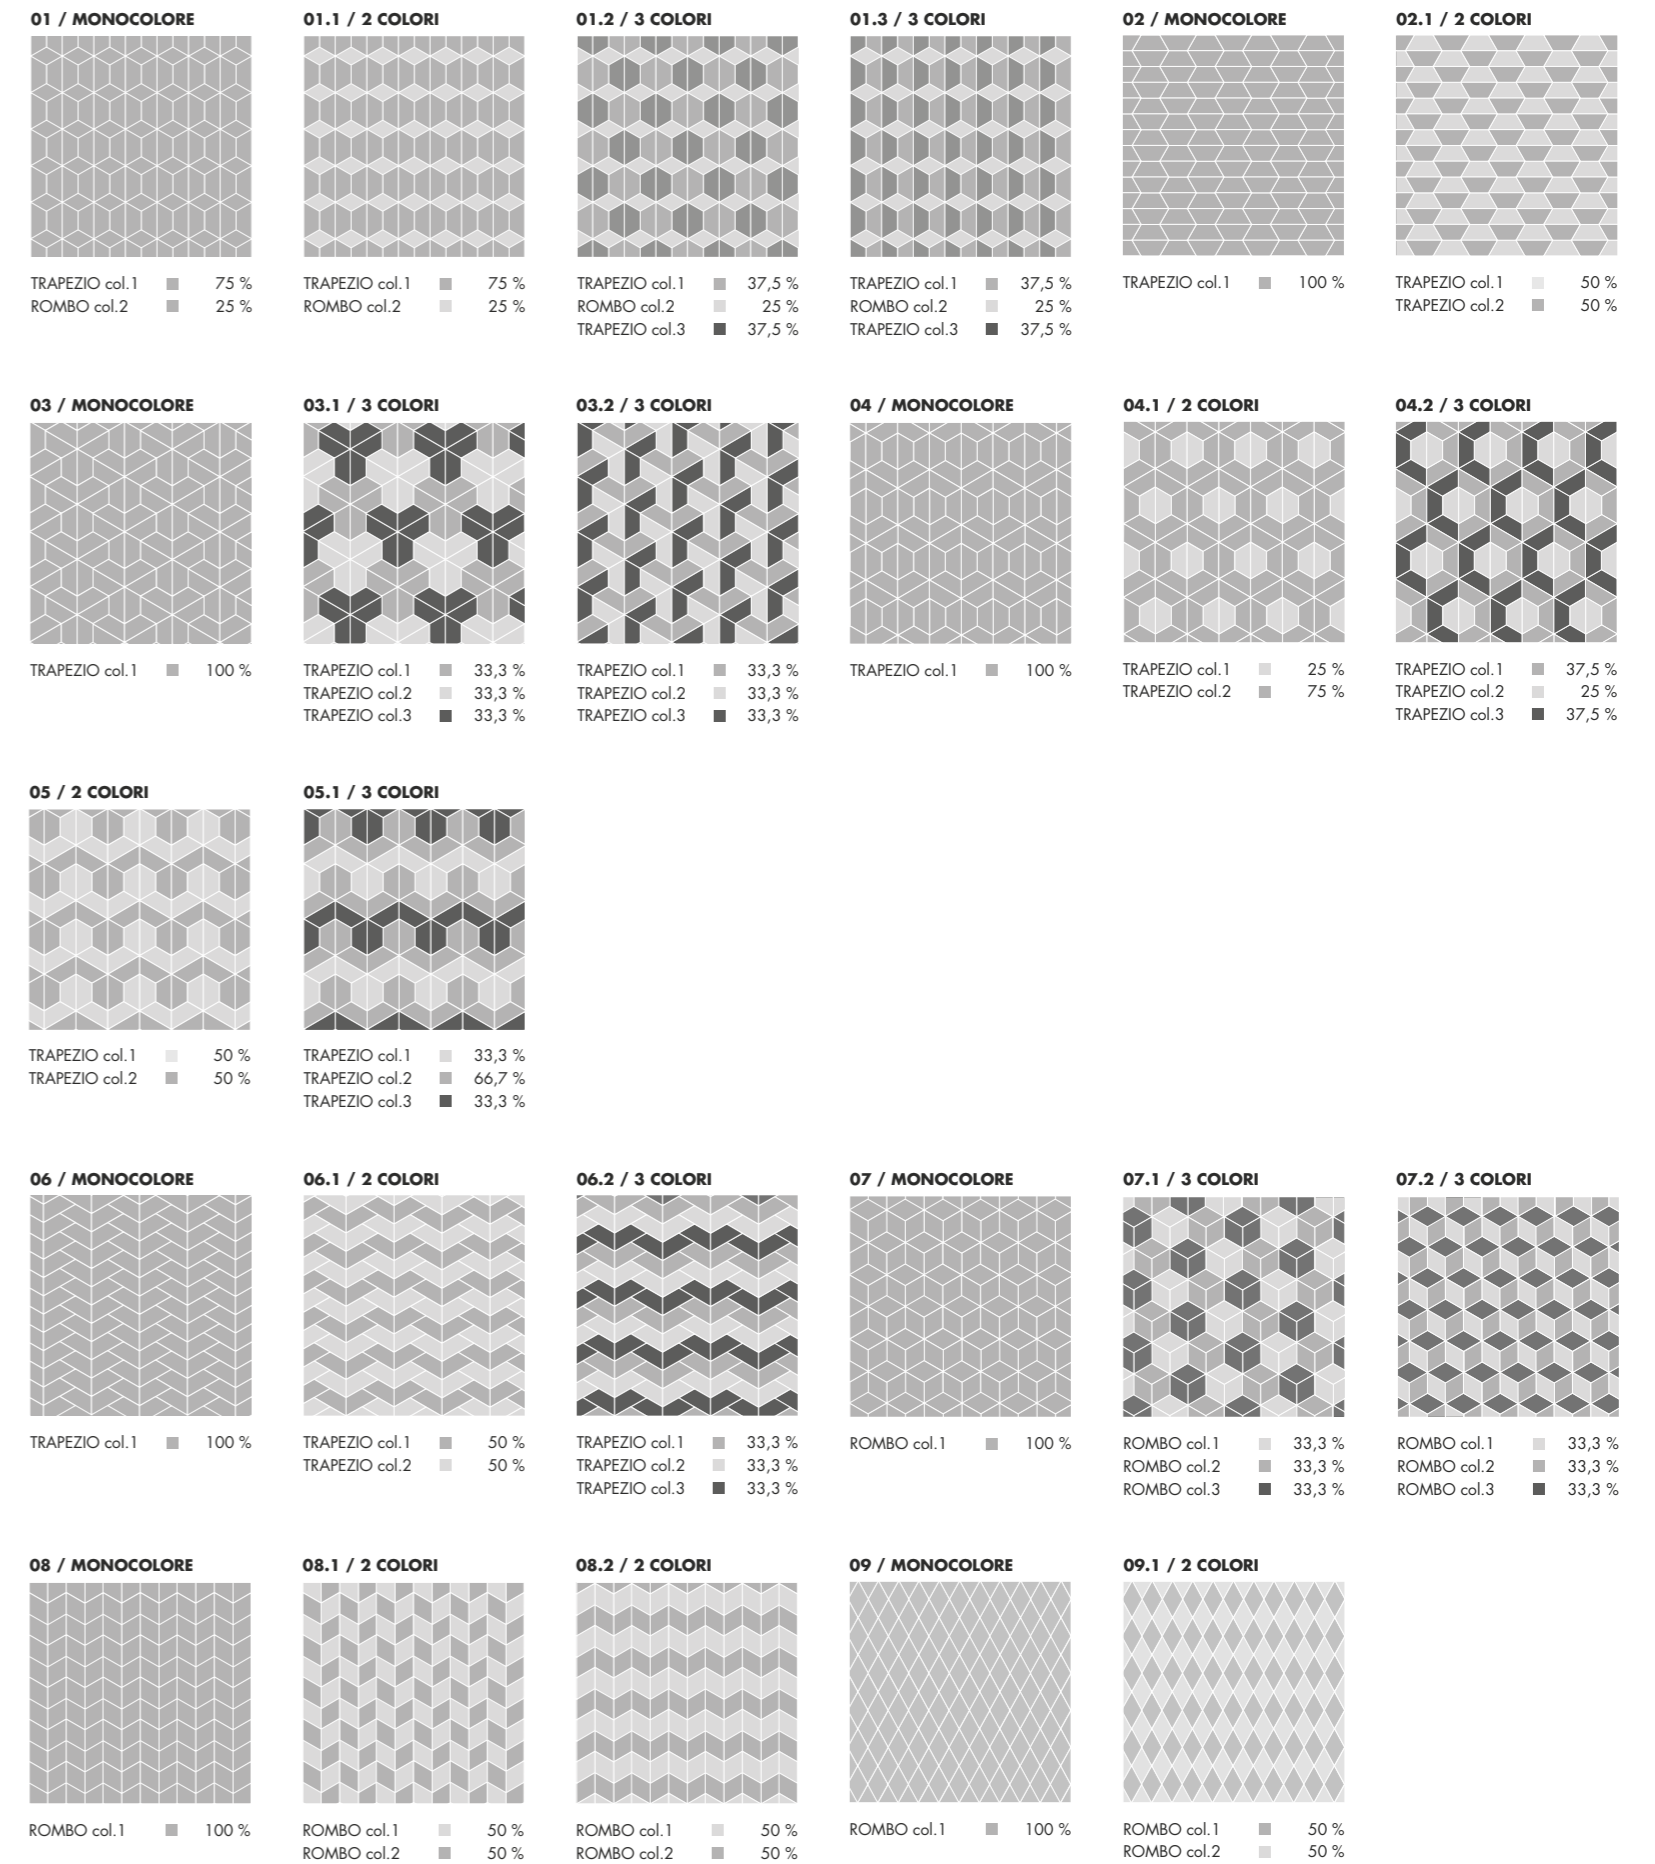 01 / MONOCOLORE
TRAPEZIO col.1 75 %
ROMBO col.2 25 %
01.1 / 2 COLORI
TRAPEZIO col.1 75 %
ROMBO col.2 25 %
01.2 / 3 COLORI
TRAPEZIO col.1 37,5 %
ROMBO col.2 25 %
TRAPEZIO col.3 37,5 %
01.3 / 3 COLORI
TRAPEZIO col.1 37,5 %
ROMBO col.2 25 %
TRAPEZIO col.3 37,5 %
02 / MONOCOLORE
TRAPEZIO col.1 100 %
02.1 / 2 COLORI
TRAPEZIO col.1 50 %
TRAPEZIO col.2 50 %
03 / MONOCOLORE
TRAPEZIO col.1 100 %
03.1 / 3 COLORI
TRAPEZIO col.1 33,3 %
TRAPEZIO col.2 33,3 %
TRAPEZIO col.3 33,3 %
03.2 / 3 COLORI
TRAPEZIO col.1 33,3 %
TRAPEZIO col.2 33,3 %
TRAPEZIO col.3 33,3 %
04 / MONOCOLORE
TRAPEZIO col.1 100 %
04.1 / 2 COLORI
TRAPEZIO col.1 25 %
TRAPEZIO col.2 75 %
04.2 / 3 COLORI
TRAPEZIO col.1 37,5 %
TRAPEZIO col.2 25 %
TRAPEZIO col.3 37,5 %
05 / 2 COLORI
TRAPEZIO col.1 50 %
TRAPEZIO col.2 50 %
05.1 / 3 COLORI
TRAPEZIO col.1 33,3 %
TRAPEZIO col.2 66,7 %
TRAPEZIO col.3 33,3 %
06 / MONOCOLORE
TRAPEZIO col.1 100 %
06.1 / 2 COLORI
TRAPEZIO col.1 50 %
TRAPEZIO col.2 50 %
06.2 / 3 COLORI
TRAPEZIO col.1 33,3 %
TRAPEZIO col.2 33,3 %
TRAPEZIO col.3 33,3 %
07 / MONOCOLORE
ROMBO col.1 100 %
07.1 / 3 COLORI
ROMBO col.1 33,3 %
ROMBO col.2 33,3 %
ROMBO col.3 33,3 %
07.2 / 3 COLORI
ROMBO col.1 33,3 %
ROMBO col.2 33,3 %
ROMBO col.3 33,3 %
08 / MONOCOLORE
ROMBO col.1 100 %
08.1 / 2 COLORI
ROMBO col.1 50 %
ROMBO col.2 50 %
08.2 / 2 COLORI
ROMBO col.1 50 %
ROMBO col.2 50 %
09 / MONOCOLORE
ROMBO col.1 100 %
09.1 / 2 COLORI
ROMBO col.1 50 %
ROMBO col.2 50 %